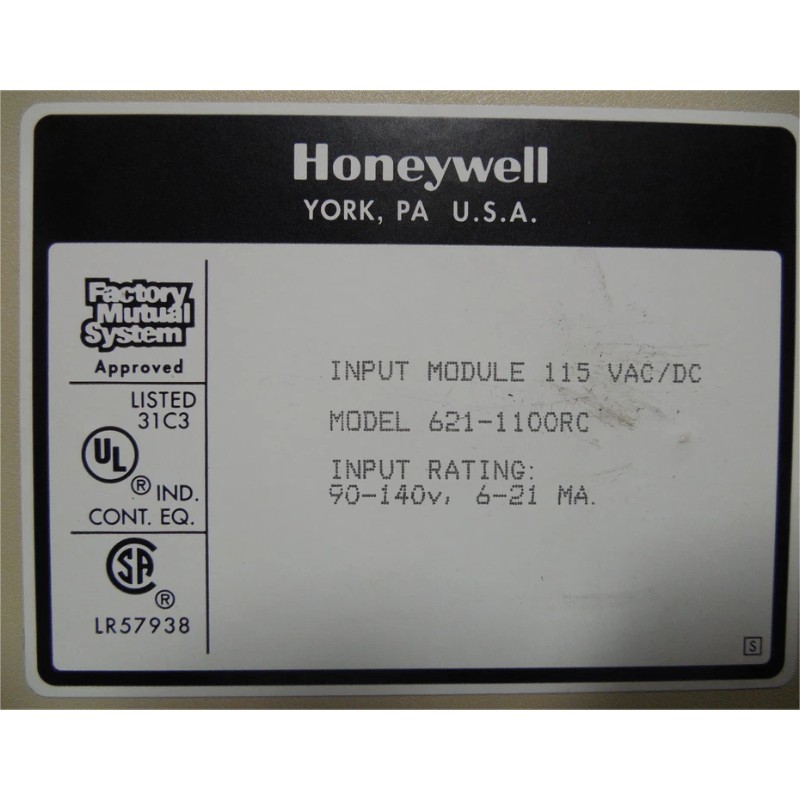 Honeywell
YORK, PA U.S.A.
Factory
Mutual
System
Approved
LISTED
31C3
UL
® IND.
CONT. EQ.
SA
®
LR57938
INPUT MODULE 115 VAC/DC
MODEL 621-1100RC
INPUT RATING:
90-140v, 6-21 MA.
S